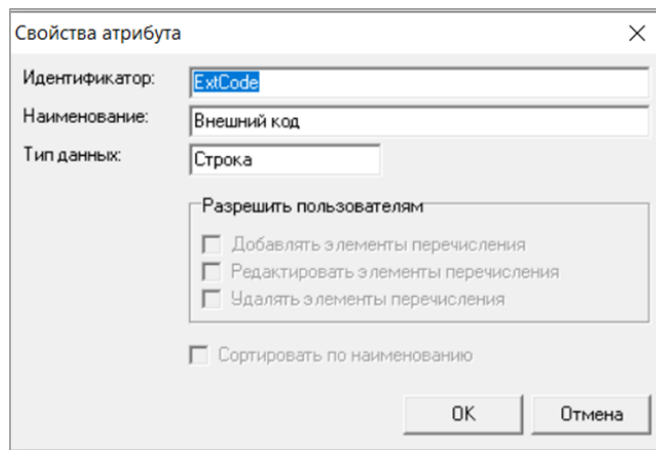 Свойства атрибута
Идентификатор: ExtCode
Наименование: Внешний код
Тип данных: Строка
Разрешить пользователям
Добавлять элементы перечисления
Редактировать элементы перечисления
Удалять элементы перечисления
Сортировать по наименованию
OK Отмена